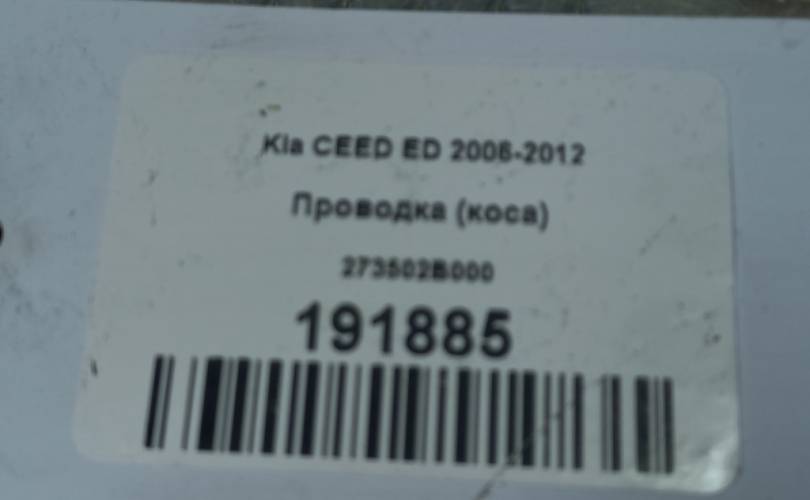 Kia CEED ED 2006-2012
Проводка (коса)
273502B000
191885